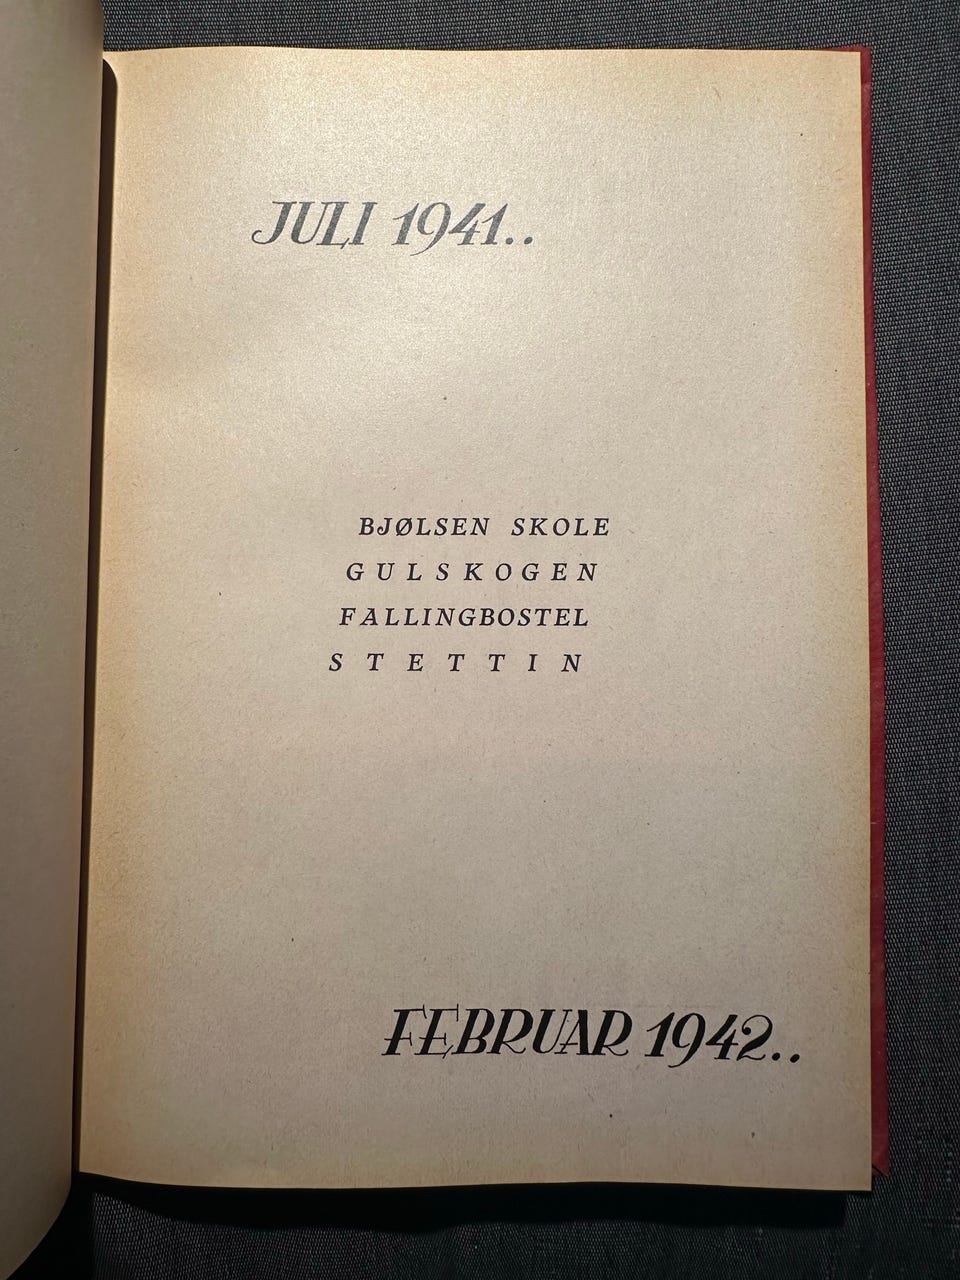 JULI 1941..
BJØLSEN SKOLE
GULSKOGEN
FALLINGBOSTEL
STETTIN
FEBRUAR 1942..